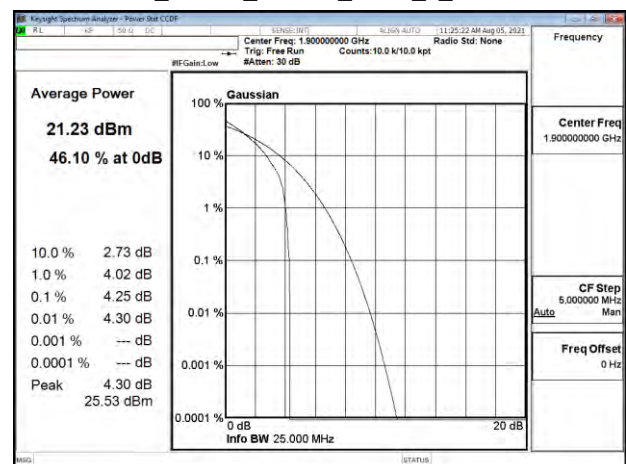 Keysight Spectrum Analyzer - Power Stat CCDF
RL RF 50 Ω DC SENSE:INT ALIGN AUTO 11:25:22 AM Aug 05, 2021
Center Freq: 1.900000000 GHz Radio Std: None
Trig: Free Run Counts:10.0 k/10.0 kpt
#IFGain:Low #Atten: 30 dB
Frequency
Average Power
21.23 dBm
46.10 % at 0dB
10.0 % 2.73 dB
1.0 % 4.02 dB
0.1 % 4.25 dB
0.01 % 4.30 dB
0.001 % --- dB
0.0001 % --- dB
Peak 4.30 dB
25.53 dBm
Gaussian
100 %
10 %
1 %
0.1 %
0.01 %
0.001 %
0.0001 %
0 dB 20 dB
Info BW 25.000 MHz
Center Freq
1.900000000 GHz
CF Step
5.000000 MHz
Auto Man
Freq Offset
0 Hz
MSG STATUS